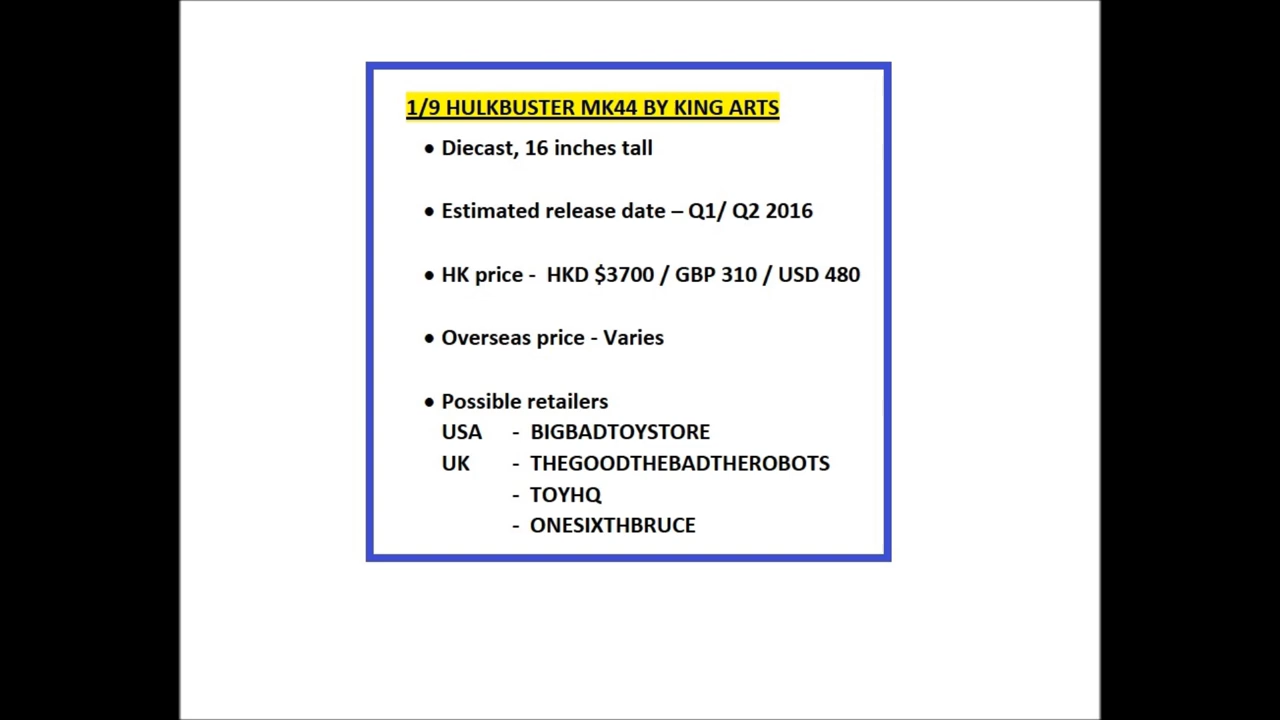 1/9 HULKBUSTER MK44 BY KING ARTS
● Diecast, 16 inches tall
● Estimated release date – Q1/ Q2 2016
● HK price -  HKD $3700 / GBP 310 / USD 480
● Overseas price - Varies
● Possible retailers
USA - BIGBADTOYSTORE
UK - THEGOODTHEBADTHEROBOTS
- TOYHQ
- ONESIXTHBRUCE